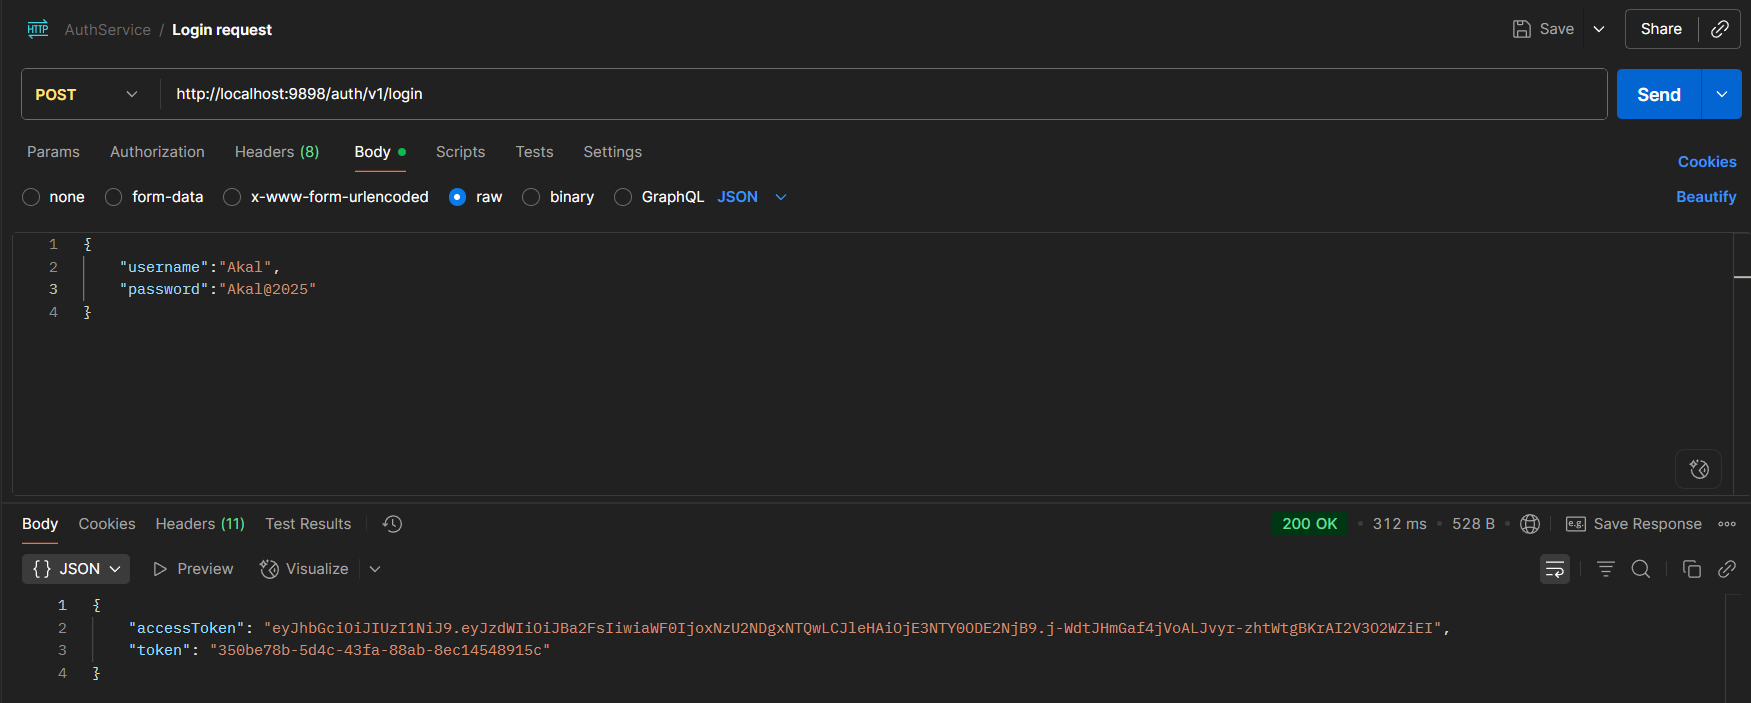 HTTP AuthService / Login request Save Share
POST http://localhost:9898/auth/v1/login Send
Params Authorization Headers (8) Body Scripts Tests Settings Cookies
none form-data x-www-form-urlencoded raw binary GraphQL JSON Beautify
1 {
2 "username":"Akal",
3 "password":"Akal@2025"
4 }
Body Cookies Headers (11) Test Results 200 OK • 312 ms • 528 B • e.g. Save Response
{} JSON Preview Visualize
1 {
2 "accessToken": "eyJhbGciOiJIUzI1NiJ9.eyJzdWIiOiJBa2FsIiwiaWF0IjoxNzU2NDgxNTQwLCJleHAiOjE3NTY0ODE2NjB9.j-WdtJHmGaf4jVoALJvyr-zhtWtgBKrAI2V3O2WZiEI",
3 "token": "350be78b-5d4c-43fa-88ab-8ec14548915c"
4 }